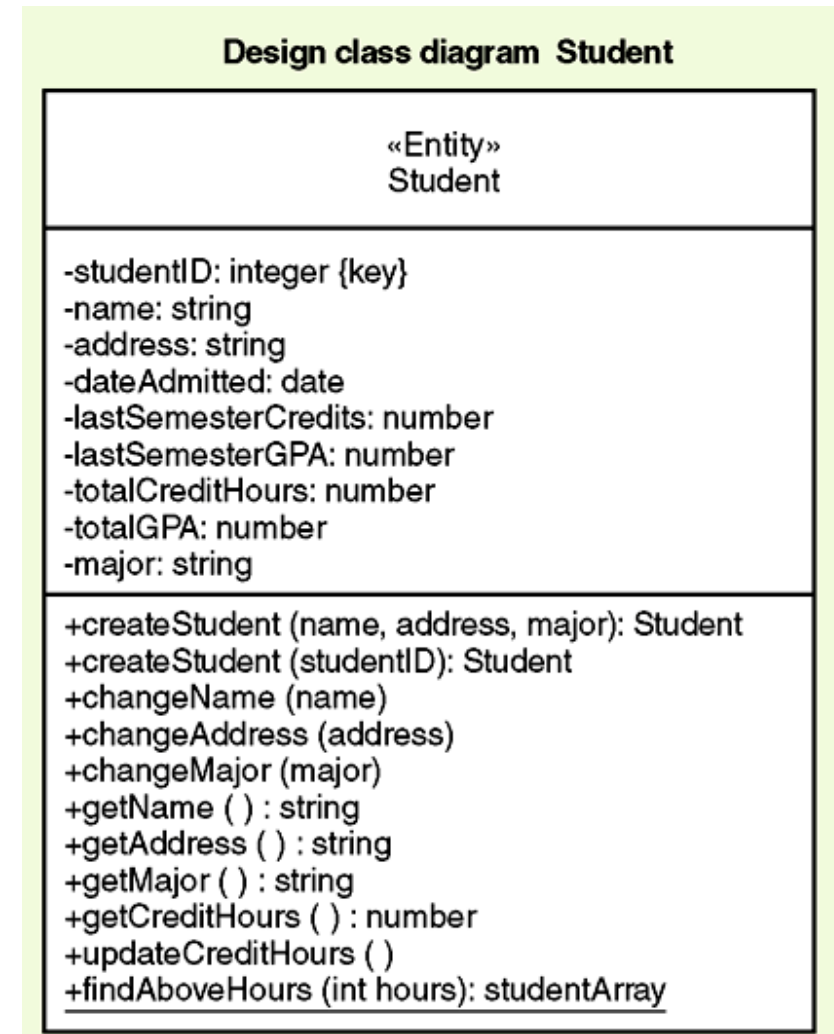 Design class diagram Student
«Entity»
Student
-studentID: integer {key}
-name: string
-address: string
-dateAdmitted: date
-lastSemesterCredits: number
-lastSemesterGPA: number
-totalCreditHours: number
-totalGPA: number
-major: string
+createStudent (name, address, major): Student
+createStudent (studentID): Student
+changeName (name)
+changeAddress (address)
+changeMajor (major)
+getName ( ) : string
+getAddress ( ) : string
+getMajor ( ) : string
+getCreditHours ( ) : number
+updateCreditHours ( )
+findAboveHours (int hours): studentArray